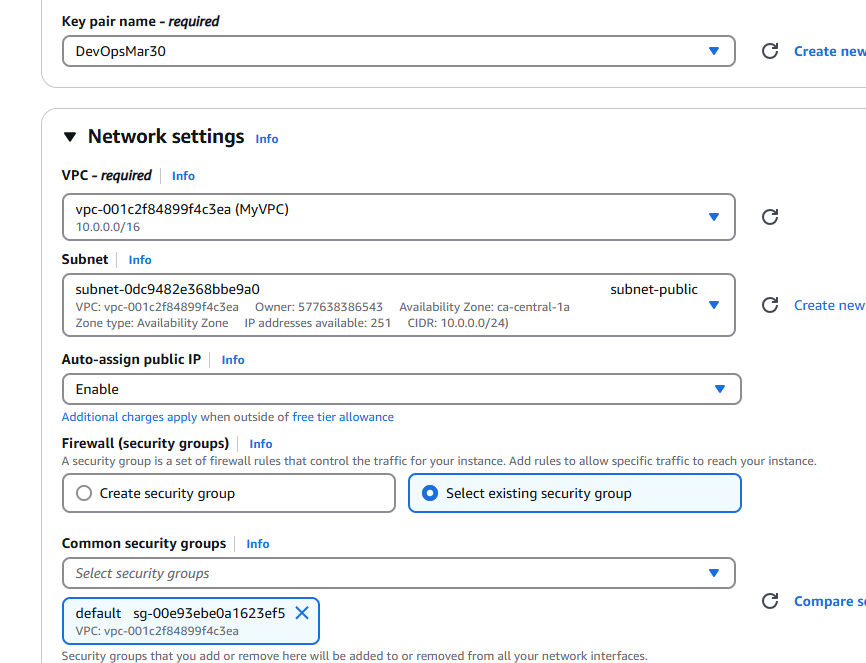 Key pair name - required
DevOpsMar30
Create new
Network settings Info
VPC - required Info
vpc-001c2f84899f4c3ea (MyVPC)
10.0.0.0/16
Subnet Info
subnet-0dc9482e368bbe9a0 subnet-public
VPC: vpc-001c2f84899f4c3ea Owner: 577638386543 Availability Zone: ca-central-1a
Zone type: Availability Zone IP addresses available: 251 CIDR: 10.0.0.0/24)
Create new
Auto-assign public IP Info
Enable
Additional charges apply when outside of free tier allowance
Firewall (security groups) Info
A security group is a set of firewall rules that control the traffic for your instance. Add rules to allow specific traffic to reach your instance.
Create security group Select existing security group
Common security groups Info
Select security groups
Compare se
default sg-00e93ebe0a1623ef5
VPC: vpc-001c2f84899f4c3ea
Security groups that you add or remove here will be added to or removed from all your network interfaces.